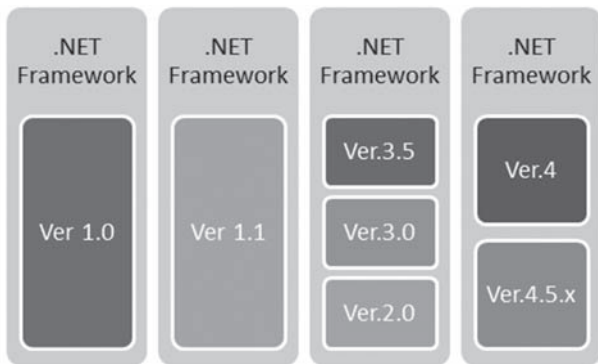 .NET
Framework
Ver 1.0
.NET
Framework
Ver 1.1
.NET
Framework
Ver.3.5
Ver.3.0
Ver.2.0
.NET
Framework
Ver.4
Ver.4.5.x